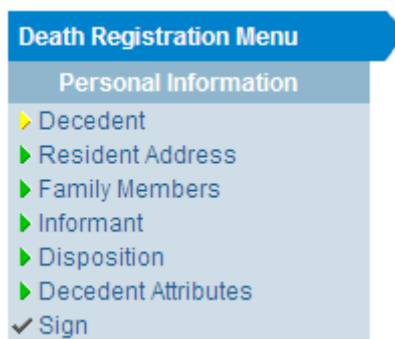 Death Registration Menu
Personal Information
Decedent
Resident Address
Family Members
Informant
Disposition
Decedent Attributes
Sign